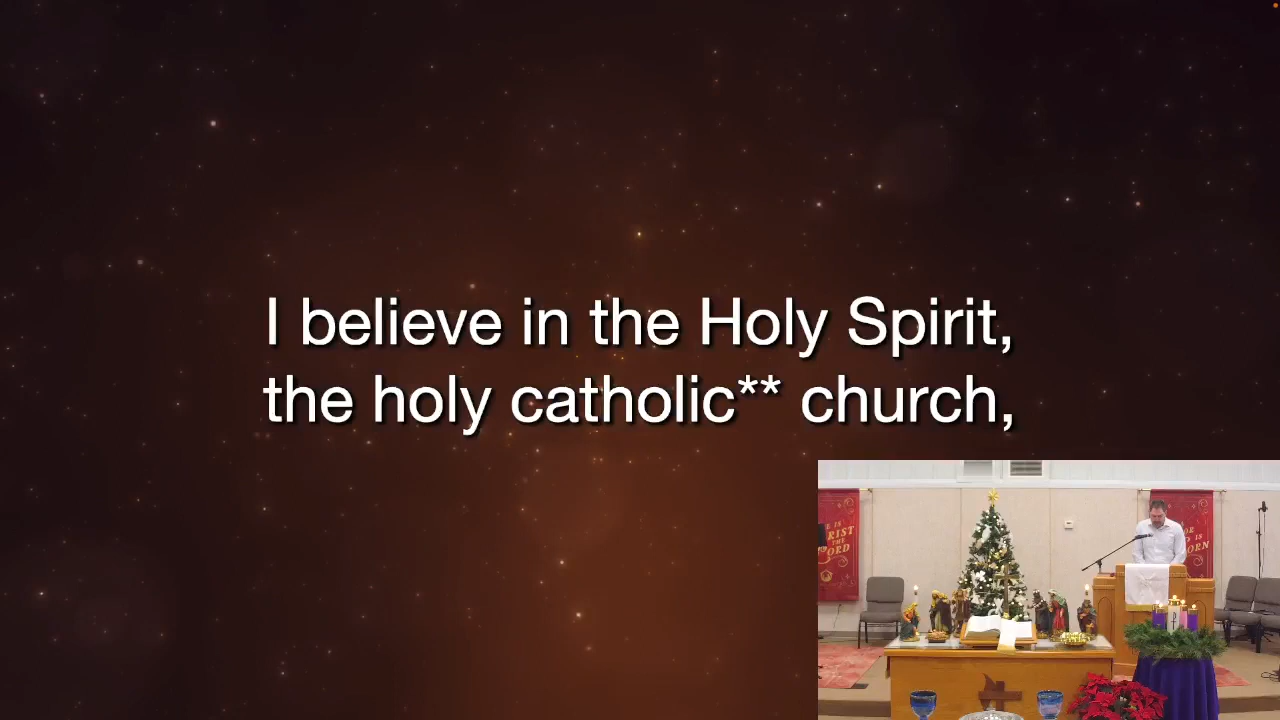 I believe in the Holy Spirit,
the holy catholic** church,